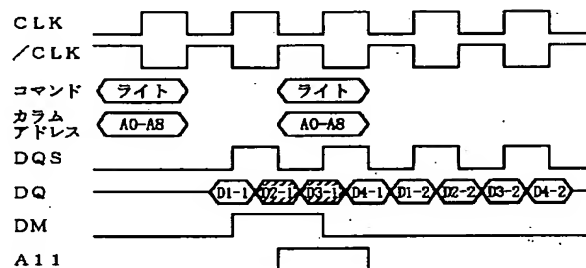 CLK
/CLK
コマンド ライト ライト
カラム
アドレス A0-A8 A0-A8
DQS
DQ D1-1 D2-1 D3-1 D4-1 D1-2 D2-2 D3-2 D4-2
DM
A11